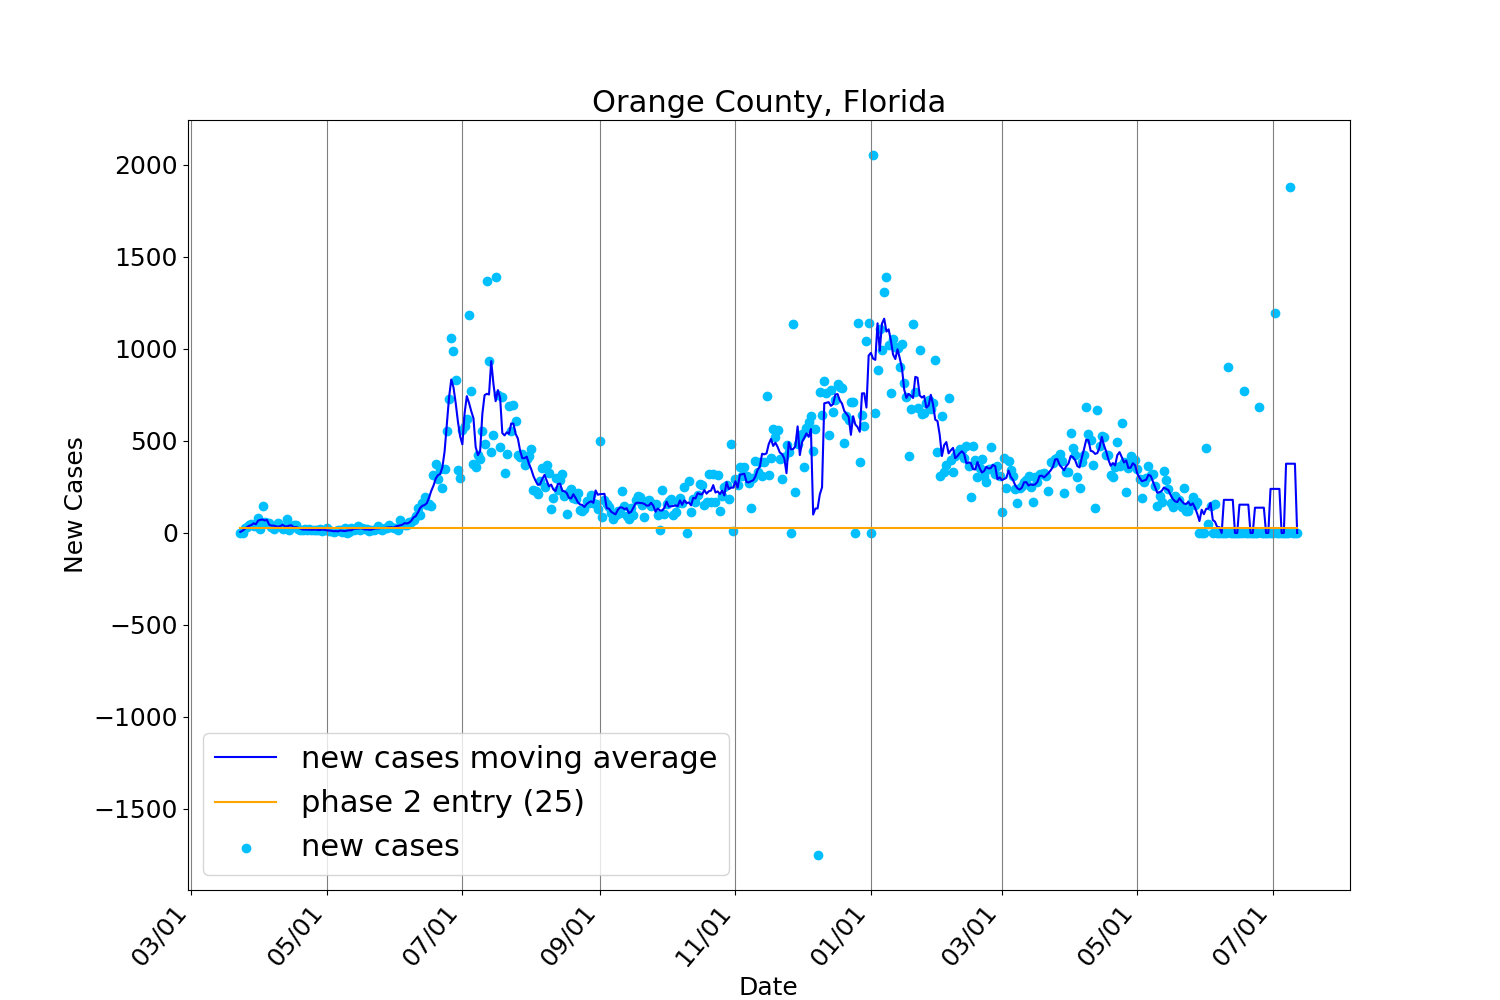 Orange County, Florida
New Cases
2000
1500
1000
500
0
−500
−1000
−1500
new cases moving average
phase 2 entry (25)
new cases
03/01
05/01
07/01
09/01
11/01
01/01
03/01
05/01
07/01
Date